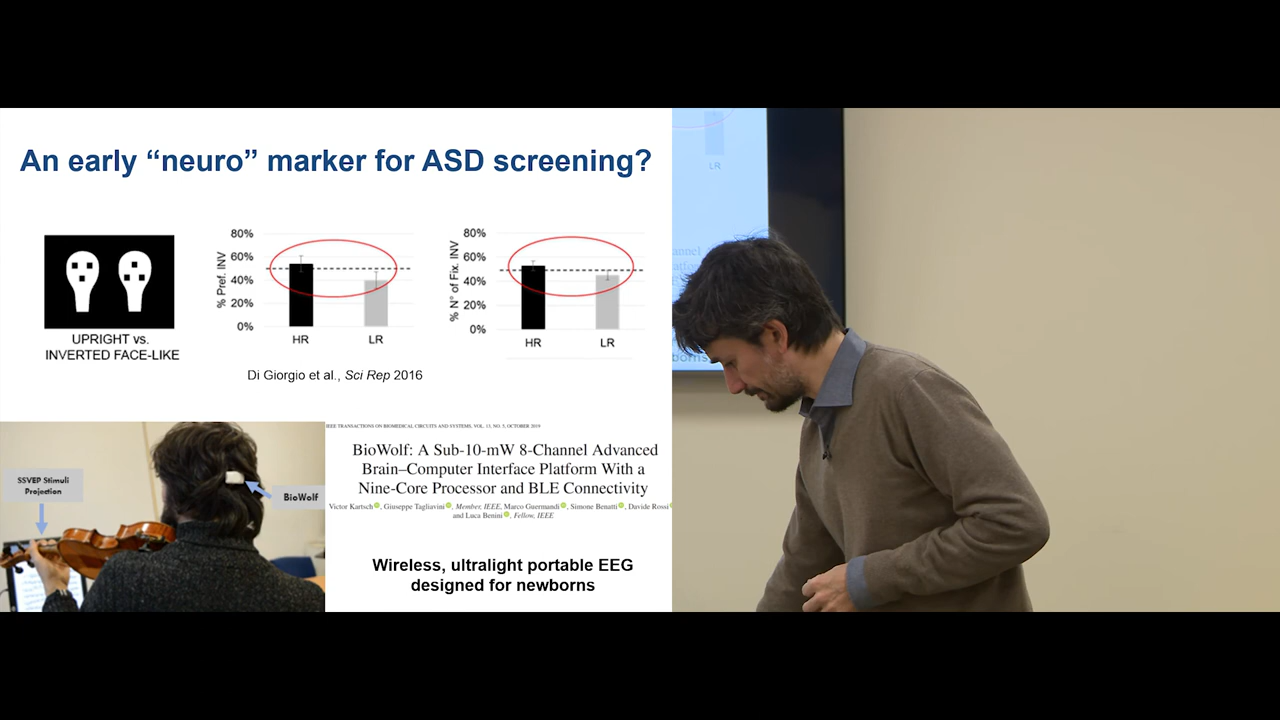 An early “neuro” marker for ASD screening?
80%
60%
40%
20%
0%
% Pref. INV
HR
LR
80%
60%
40%
20%
0%
% N° of Fix. INV
HR
LR
UPRIGHT vs.
INVERTED FACE-LIKE
Di Giorgio et al., Sci Rep 2016
SSVEP Stimuli
Projection
BioWolf
IEEE TRANSACTIONS ON BIOMEDICAL CIRCUITS AND SYSTEMS, VOL. 13, NO. 5, OCTOBER 2019
BioWolf: A Sub-10-mW 8-Channel Advanced
Brain–Computer Interface Platform With a
Nine-Core Processor and BLE Connectivity
Victor Kartsch, Giuseppe Tagliavini, Member, IEEE, Marco Guermandi, Simone Benatti, Davide Rossi
and Luca Benini, Fellow, IEEE
Wireless, ultralight portable EEG
designed for newborns
LR